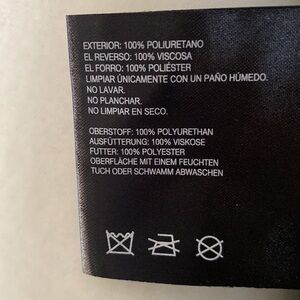 EXTERIOR: 100% POLIURETANO
EL REVERSO: 100% VISCOSA
EL FORRO: 100% POLIÉSTER
LIMPIAR ÚNICAMENTE CON UN PAÑO HÚMEDO.
NO LAVAR.
NO PLANCHAR.
NO LIMPIAR EN SECO.
OBERSTOFF: 100% POLYURETHAN
AUSFÜTTERUNG: 100% VISKOSE
FUTTER: 100% POLYESTER
OBERFLÄCHE MIT EINEM FEUCHTEN
TUCH ODER SCHWAMM ABWASCHEN